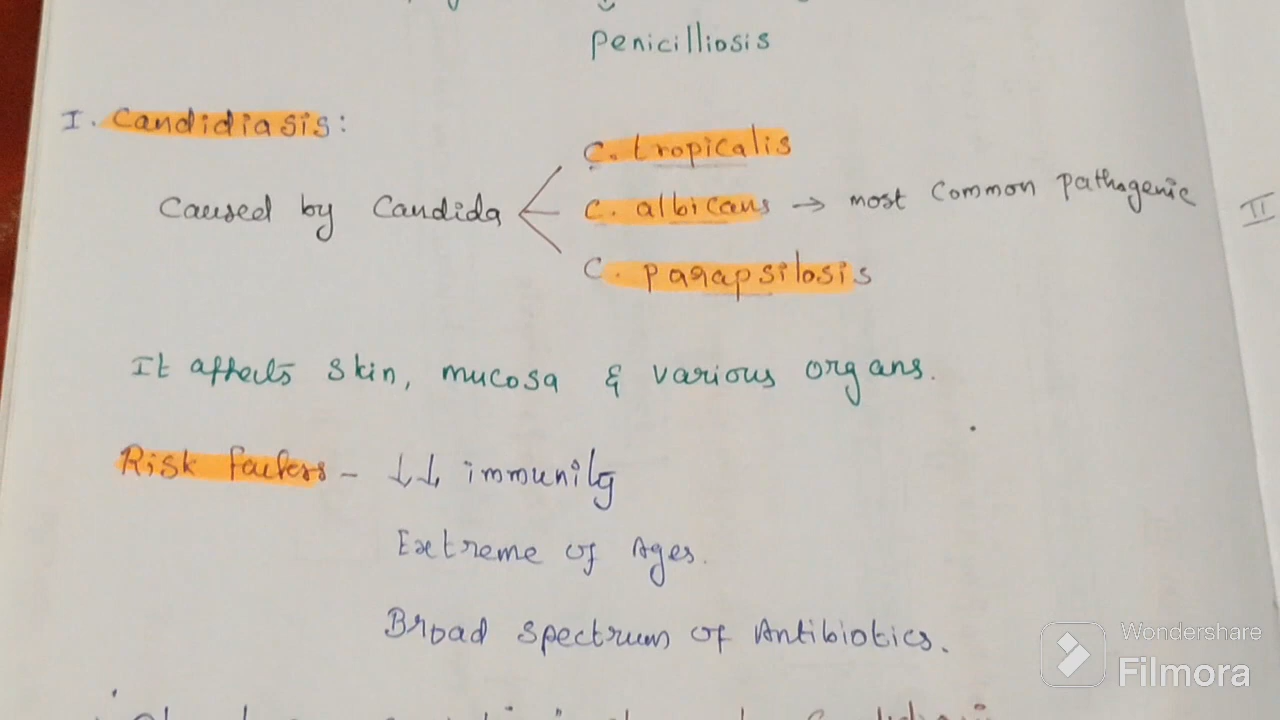 Penicilliosis
I. Candidiasis:
C. tropicalis
Caused by Candida C. albicans → most common pathogenic
II
C. parapsilosis
It affects skin, mucosa & various organs.
Risk factors - ↓↓ immunity
Extreme of Ages.
Broad spectrum of Antibiotics.
Wondershare
Filmora